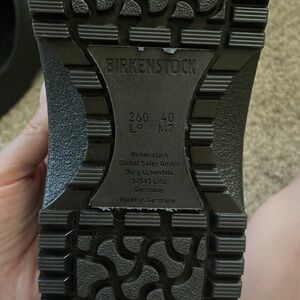 BIRKENSTOCK
260 40
L9 M7
Birkenstock
Global Sales GmbH
Burg Ockenfels
53545 Linz
Germany
Made in Germany